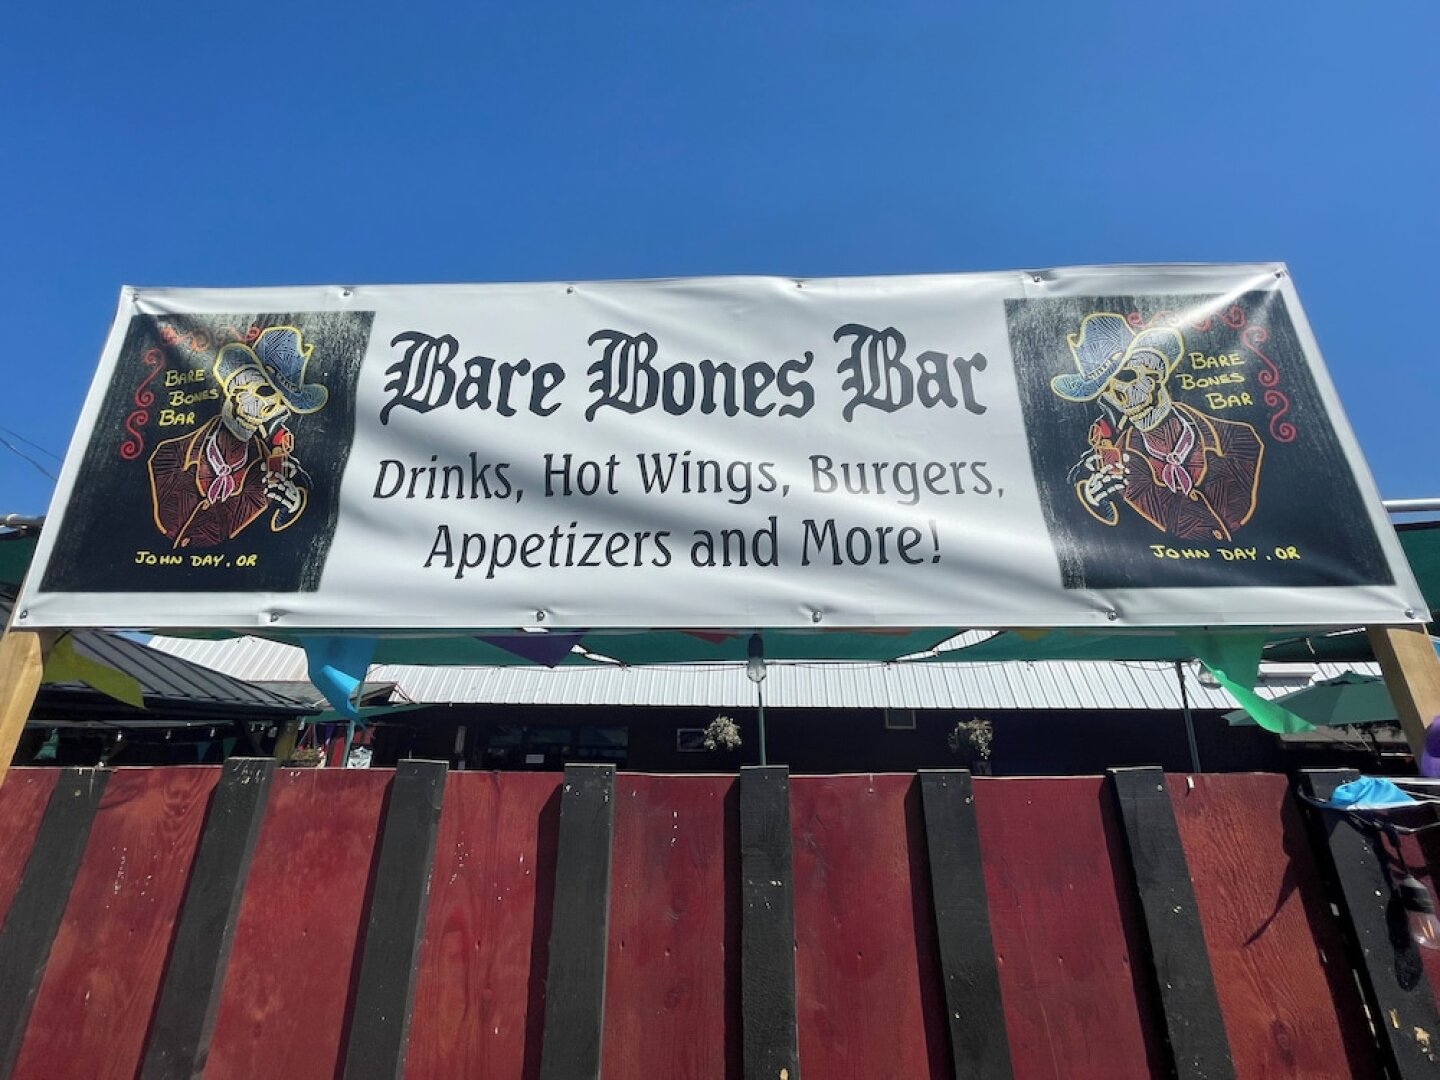 BARE
BONES
BAR
JOHN DAY, OR
Bare Bones Bar
Drinks, Hot Wings, Burgers,
Appetizers and More!
BARE
BONES
BAR
JOHN DAY, OR